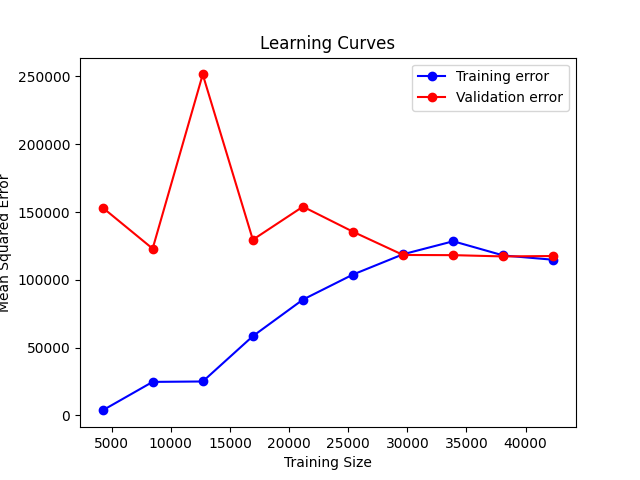 Learning Curves
Training error
Validation error
250000
200000
150000
100000
50000
0
Mean Squared Error
5000 10000 15000 20000 25000 30000 35000 40000
Training Size